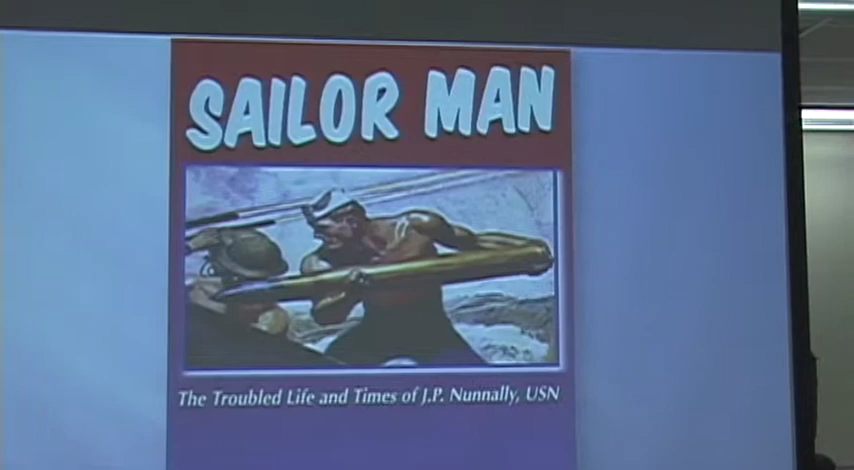 SAILOR MAN
The Troubled Life and Times of J.P. Nunnally, USN